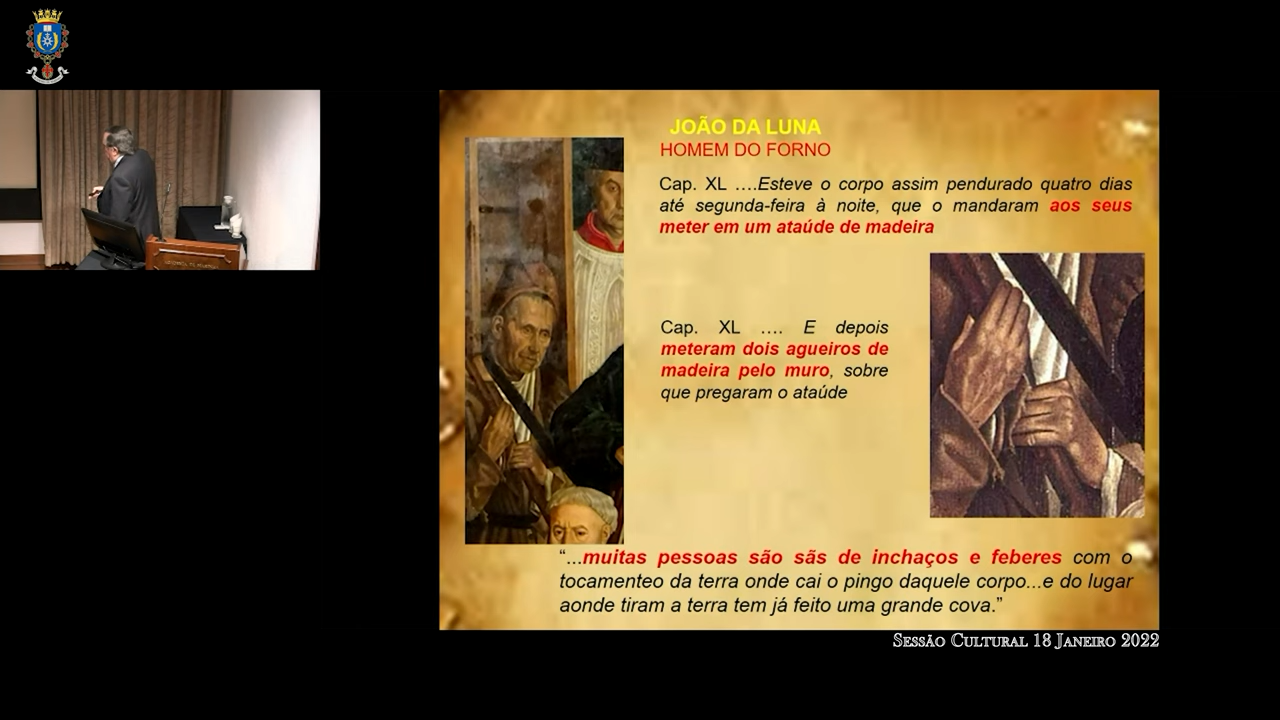 JOÃO DA LUNA
HOMEM DO FORNO
Cap. XL ….Esteve o corpo assim pendurado quatro dias
até segunda-feira à noite, que o mandaram aos seus
meter em um ataúde de madeira
Cap. XL …. E depois
meteram dois agueiros de
madeira pelo muro, sobre
que pregaram o ataúde
“...muitas pessoas são sãs de inchaços e feberes com o
tocamenteo da terra onde cai o pingo daquele corpo...e do lugar
aonde tiram a terra tem já feito uma grande cova.”
Sessão Cultural 18 Janeiro 2022